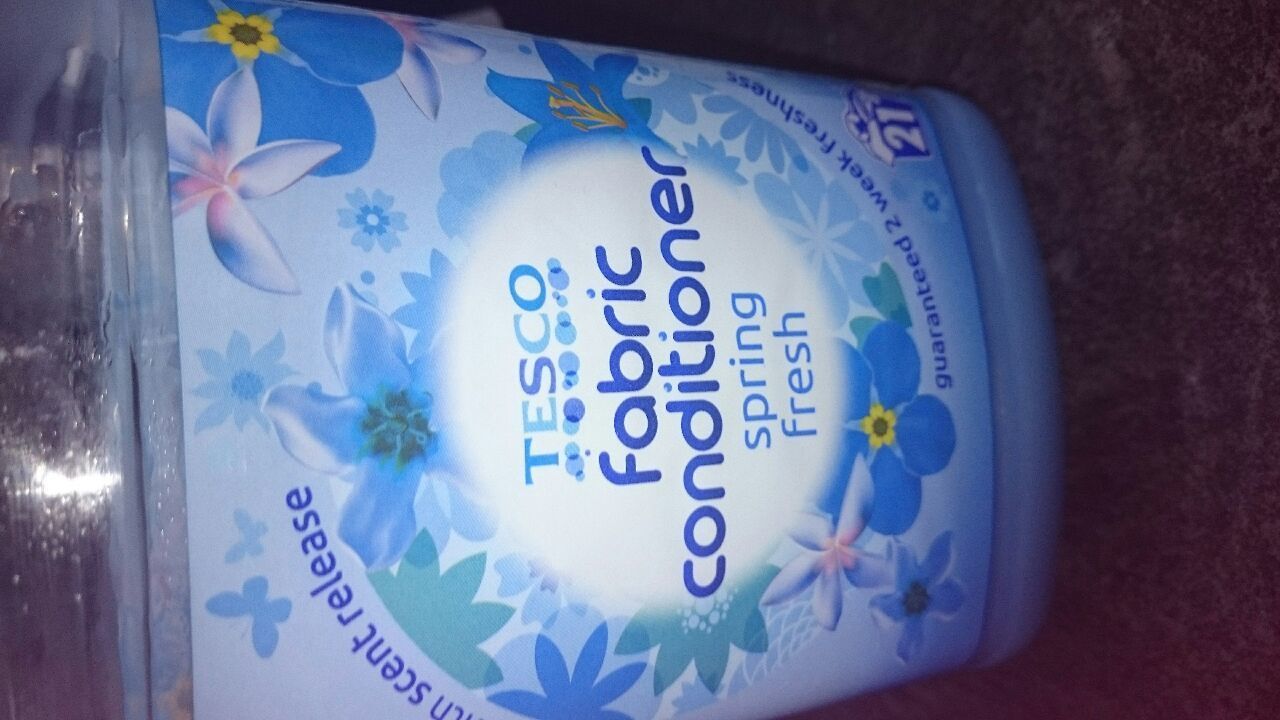 TESCO
fabric
conditioner
spring
fresh
scent release
guaranteed 2 week freshness
21